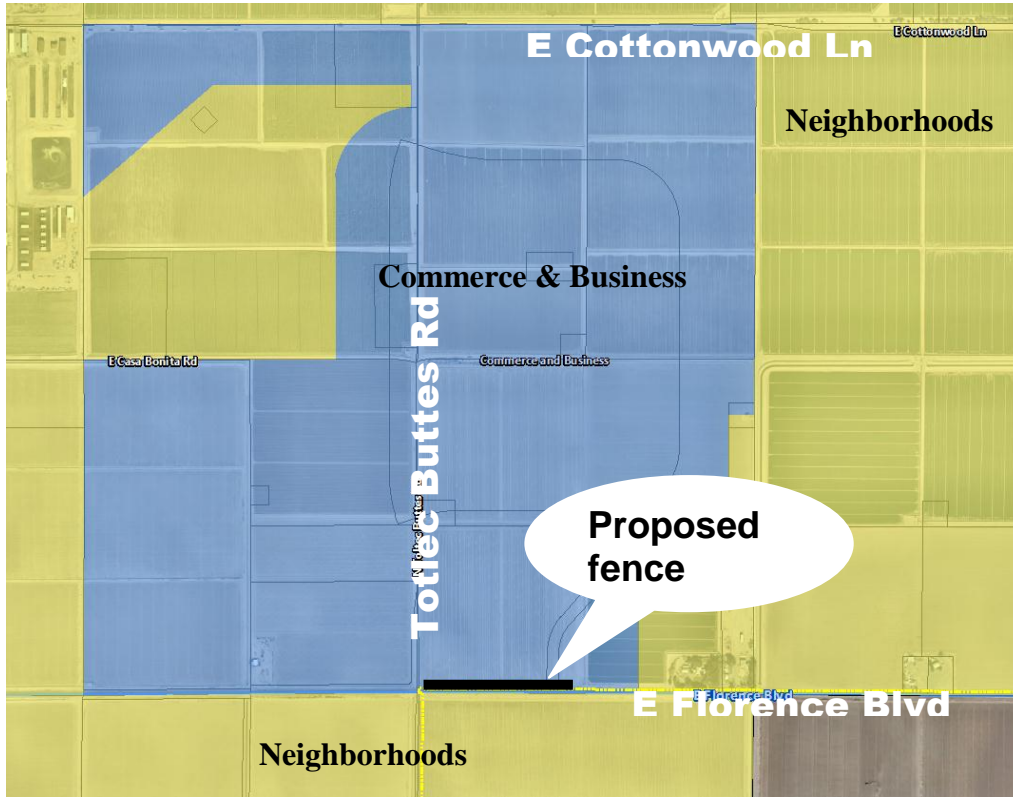 E Cottonwood Ln
E Cottonwood Ln
Neighborhoods
Commerce & Business
Totlec Buttes Rd
E Casa Bonita Rd
Commerce and Business
Proposed
fence
E Florence Blvd
E Florence Blvd
Neighborhoods